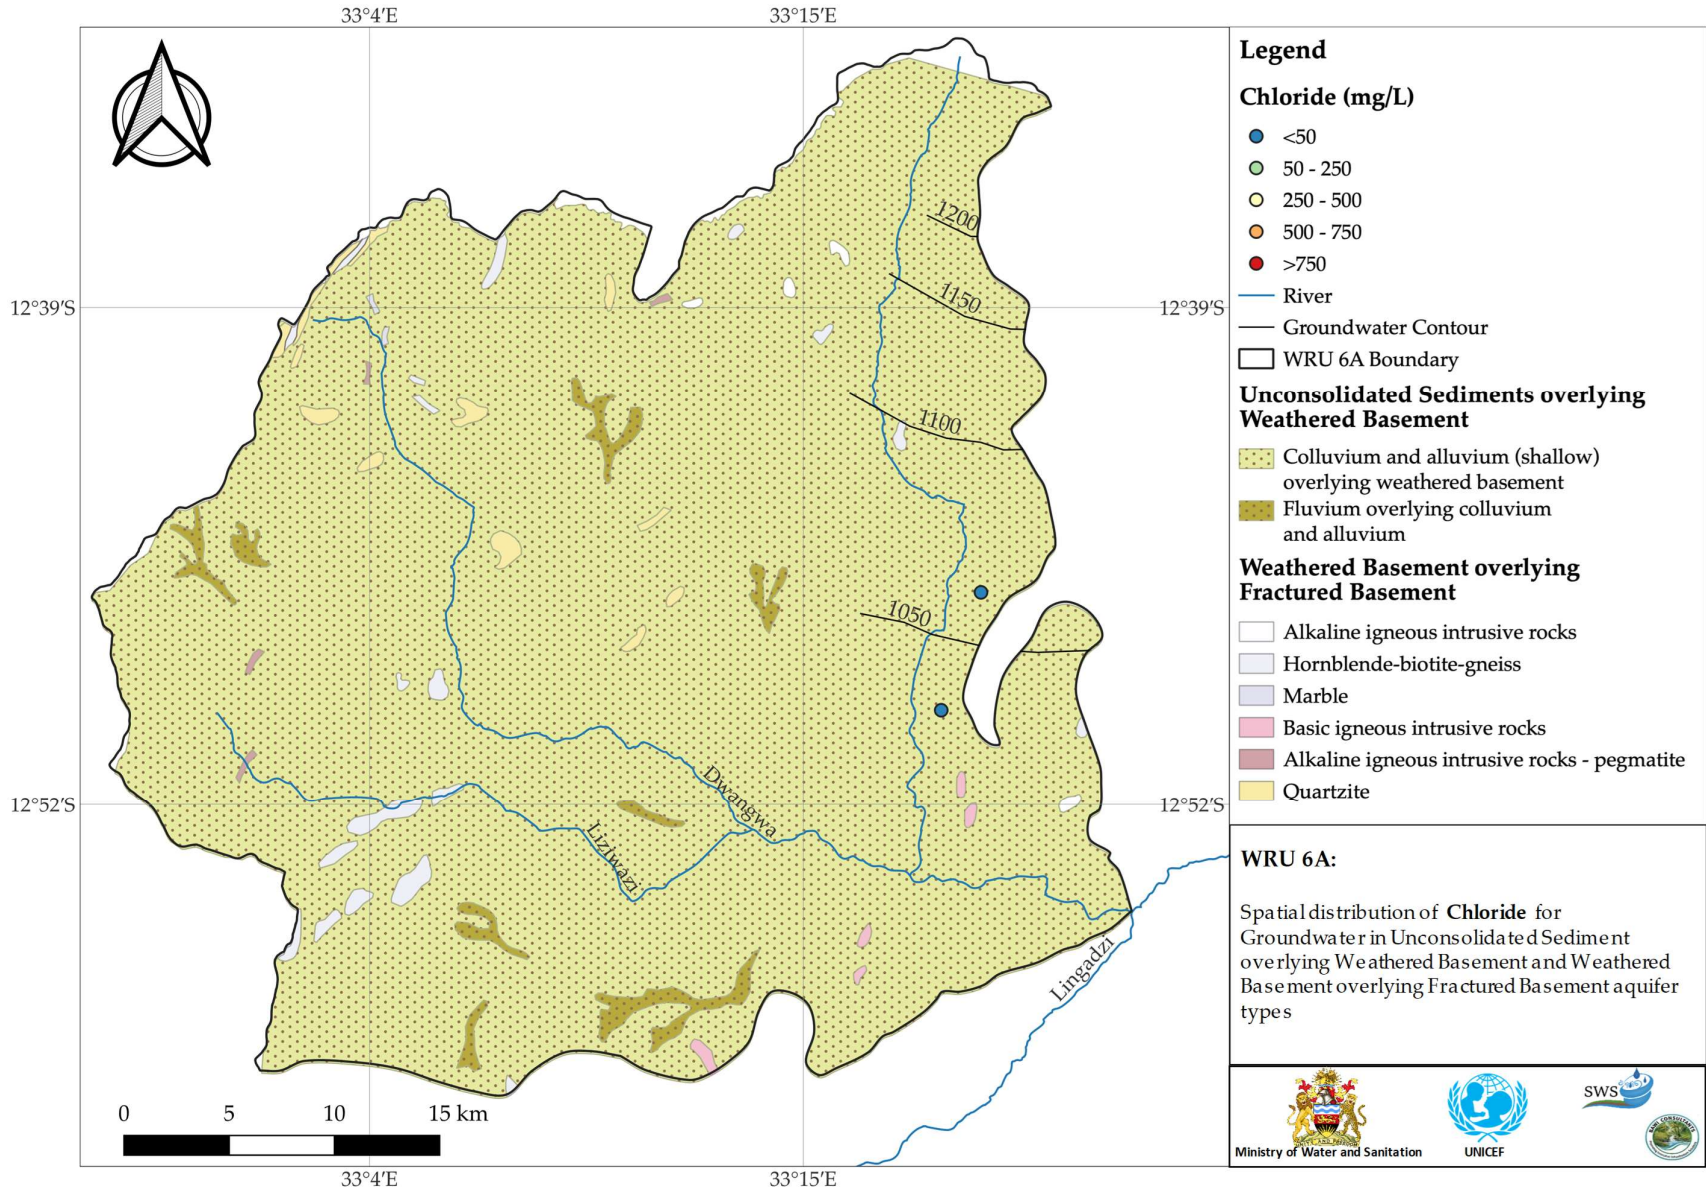 33°4'E
33°15'E
12°39'S
12°39'S
12°52'S
12°52'S
33°4'E
33°15'E
1200
1150
1100
1050
Dwangwa
Liziwazi
Lingadzi
0 5 10 15 km
Legend
Chloride (mg/L)
<50
50 - 250
250 - 500
500 - 750
>750
River
Groundwater Contour
WRU 6A Boundary
Unconsolidated Sediments overlying
Weathered Basement
Colluvium and alluvium (shallow)
overlying weathered basement
Fluvium overlying colluvium
and alluvium
Weathered Basement overlying
Fractured Basement
Alkaline igneous intrusive rocks
Hornblende-biotite-gneiss
Marble
Basic igneous intrusive rocks
Alkaline igneous intrusive rocks - pegmatite
Quartzite
WRU 6A:
Spatial distribution of Chloride for
Groundwater in Unconsolidated Sediment
overlying Weathered Basement and Weathered
Basement overlying Fractured Basement aquifer
types
Ministry of Water and Sanitation
UNICEF
SWS